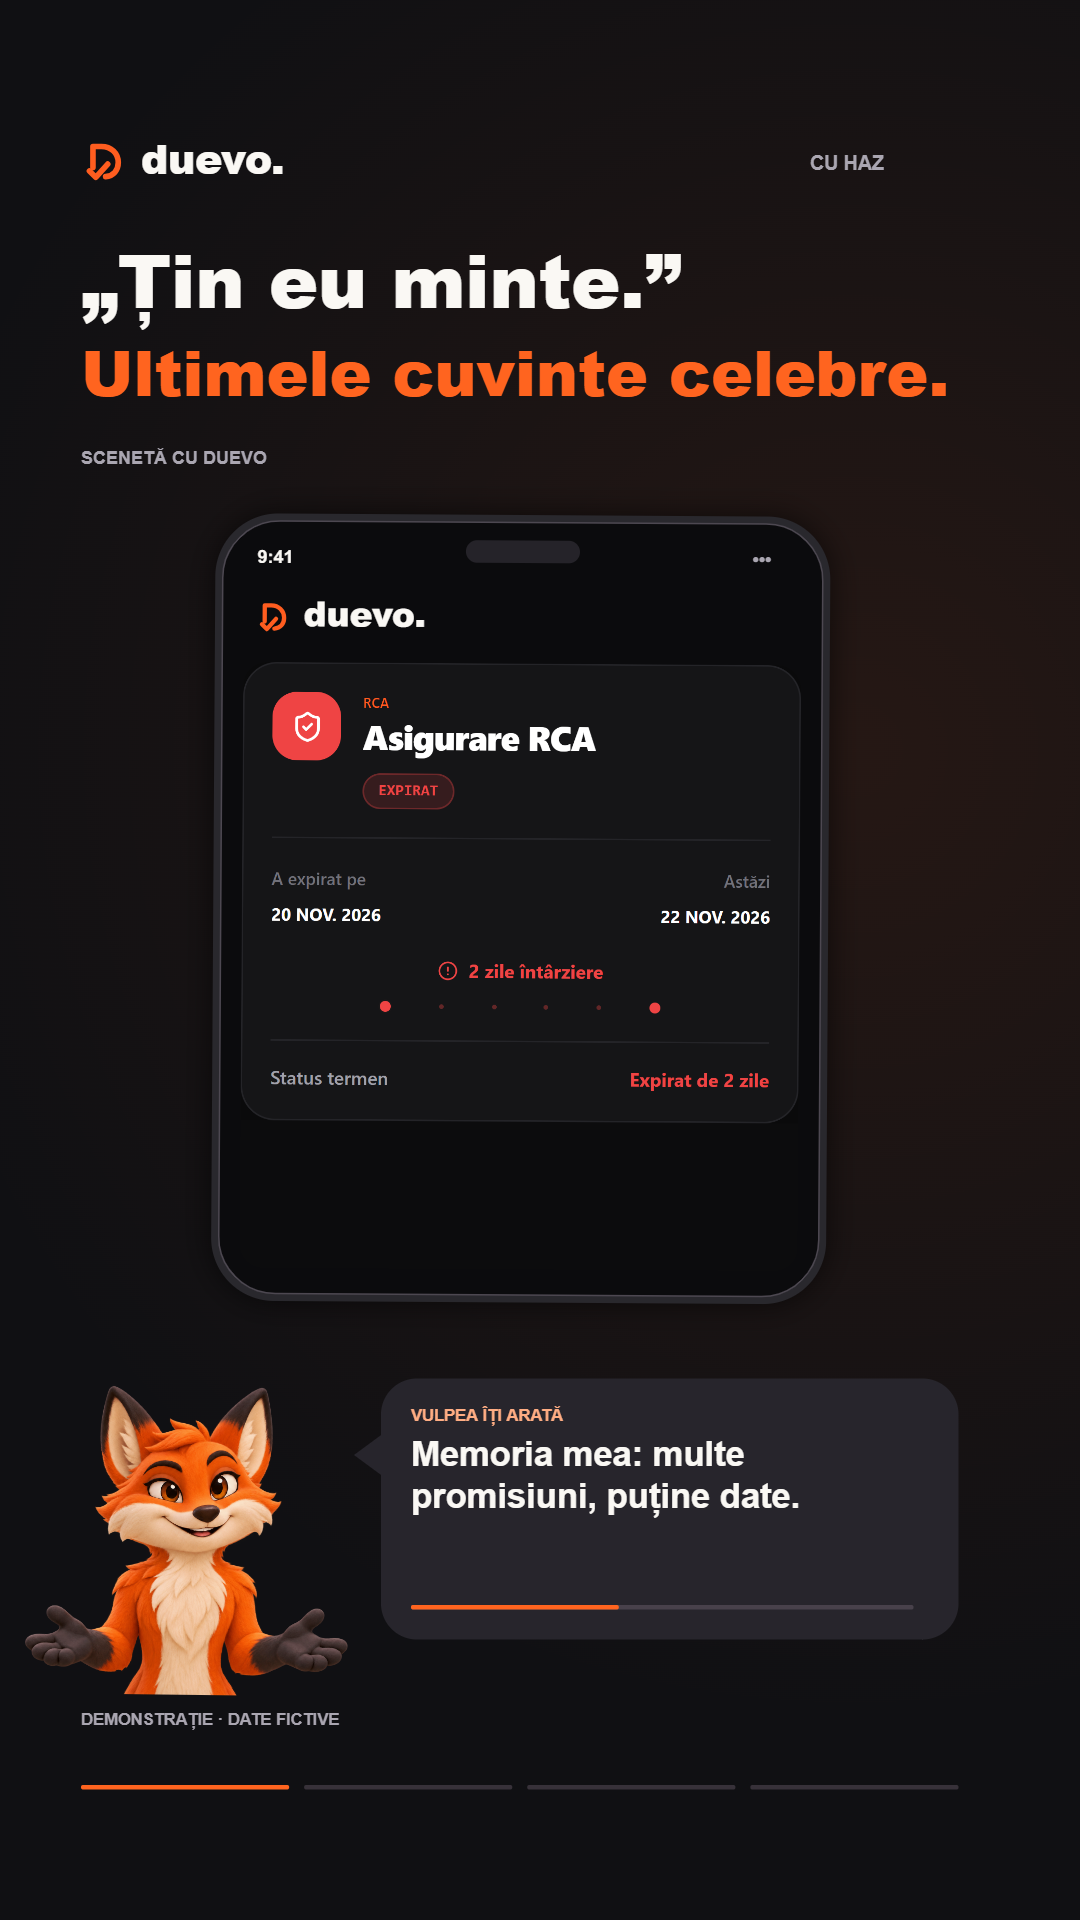 duevo.
CU HAZ
„Țin eu minte.”
Ultimele cuvinte celebre.
SCENETĂ CU DUEVO
9:41
duevo.
RCA
Asigurare RCA
EXPIRAT
A expirat pe
Astăzi
20 NOV. 2026
22 NOV. 2026
2 zile întârziere
Status termen
Expirat de 2 zile
VULPEA ÎȚI ARATĂ
Memoria mea: multe
promisiuni, puține date.
DEMONSTRAȚIE · DATE FICTIVE